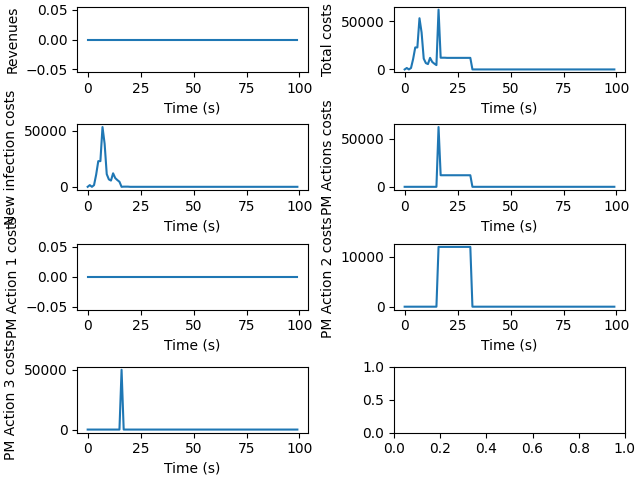 Revenues
0.05
0.00
−0.05
0 25 50 75 100
Time (s)
Total costs
50000
0
0 25 50 75 100
Time (s)
New infection costs
50000
0
0 25 50 75 100
Time (s)
PM Actions costs
50000
0
0 25 50 75 100
Time (s)
PM Action 1 costs
0.05
0.00
−0.05
0 25 50 75 100
Time (s)
PM Action 2 costs
10000
0
0 25 50 75 100
Time (s)
PM Action 3 costs
50000
0
0 25 50 75 100
Time (s)
1.0
0.5
0.0
0.0 0.2 0.4 0.6 0.8 1.0